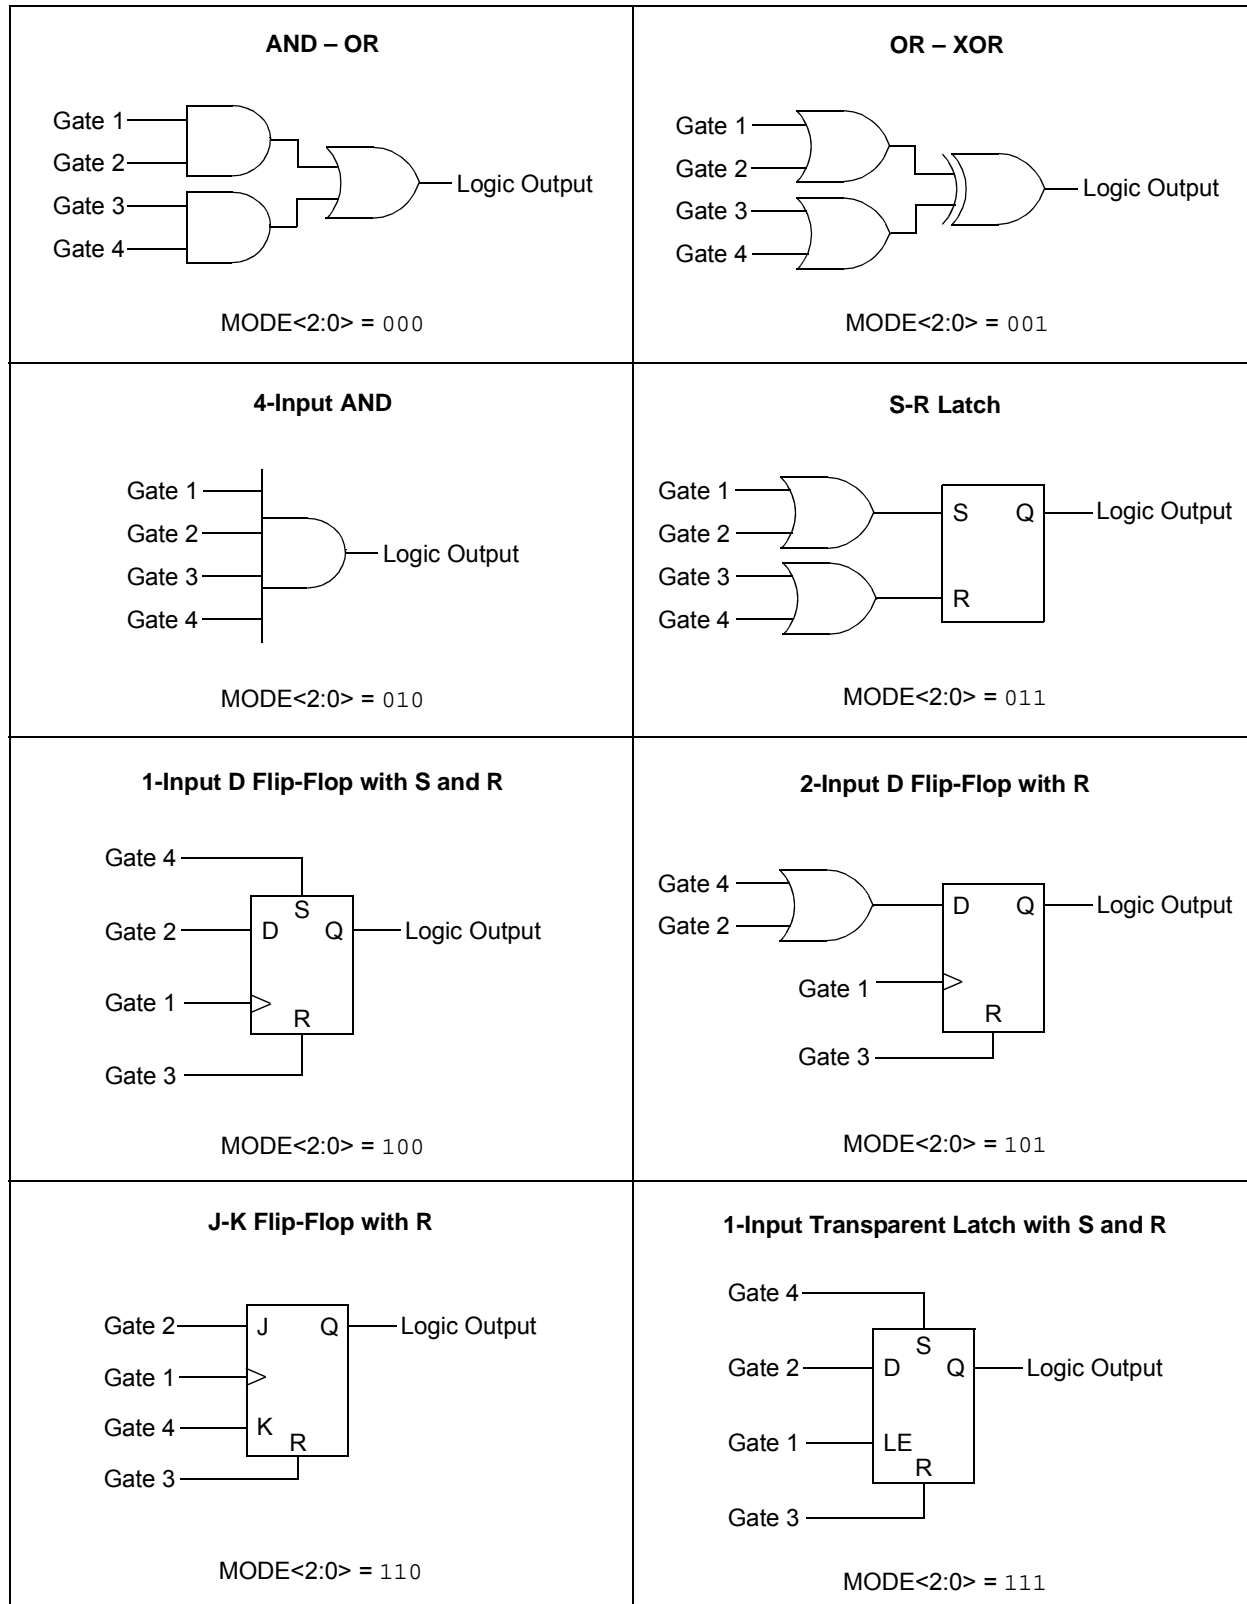 AND – OR
Gate 1
Gate 2
Gate 3
Gate 4
Logic Output
MODE<2:0> = 000
OR – XOR
Gate 1
Gate 2
Gate 3
Gate 4
Logic Output
MODE<2:0> = 001
4-Input AND
Gate 1
Gate 2
Gate 3
Gate 4
Logic Output
MODE<2:0> = 010
S-R Latch
Gate 1
Gate 2
Gate 3
Gate 4
S Q
R
Logic Output
MODE<2:0> = 011
1-Input D Flip-Flop with S and R
Gate 4
S
Gate 2
D Q
Logic Output
Gate 1
R
Gate 3
MODE<2:0> = 100
2-Input D Flip-Flop with R
Gate 4
Gate 2
D Q
Logic Output
Gate 1
R
Gate 3
MODE<2:0> = 101
J-K Flip-Flop with R
Gate 2
J Q
Logic Output
Gate 1
Gate 4
K
R
Gate 3
MODE<2:0> = 110
1-Input Transparent Latch with S and R
Gate 4
S
Gate 2
D Q
Logic Output
Gate 1
LE
R
Gate 3
MODE<2:0> = 111